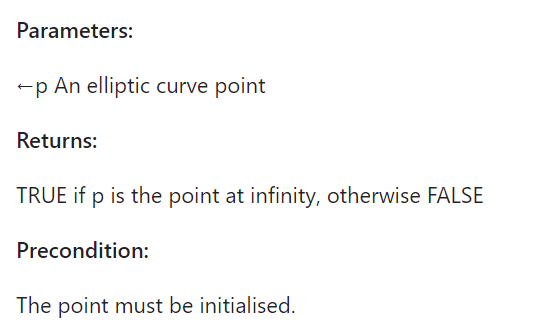 Parameters:
←p An elliptic curve point
Returns:
TRUE if p is the point at infinity, otherwise FALSE
Precondition:
The point must be initialised.